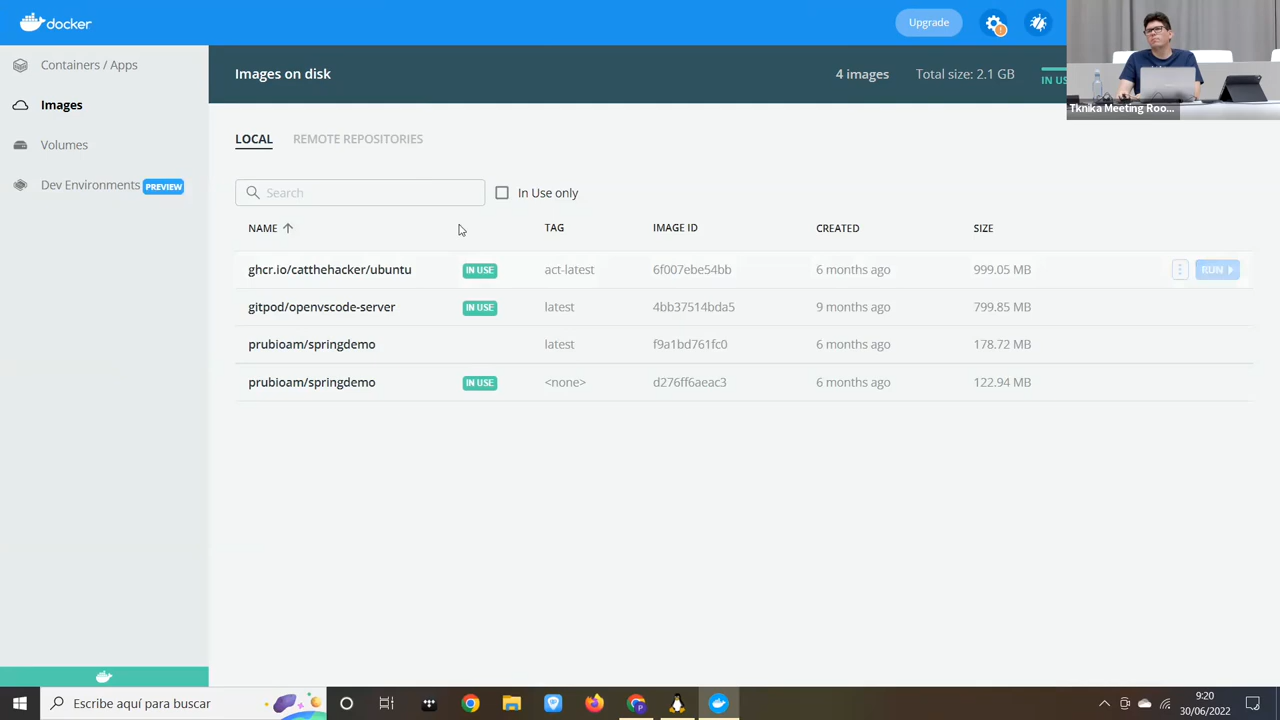 docker
Upgrade
Containers / Apps
Images
Volumes
Dev Environments PREVIEW
Images on disk
4 images
Total size: 2.1 GB
Tknika Meeting Roo...
LOCAL
REMOTE REPOSITORIES
Search
In Use only
NAME TAG IMAGE ID CREATED SIZE
ghcr.io/catthehacker/ubuntu IN USE act-latest 6f007ebe54bb 6 months ago 999.05 MB RUN
gitpod/openvscode-server IN USE latest 4bb37514bda5 9 months ago 799.85 MB
prubioam/springdemo latest f9a1bd761fc0 6 months ago 178.72 MB
prubioam/springdemo IN USE <none> d276ff6aeac3 6 months ago 122.94 MB
Escribe aquí para buscar
9:20
30/06/2022